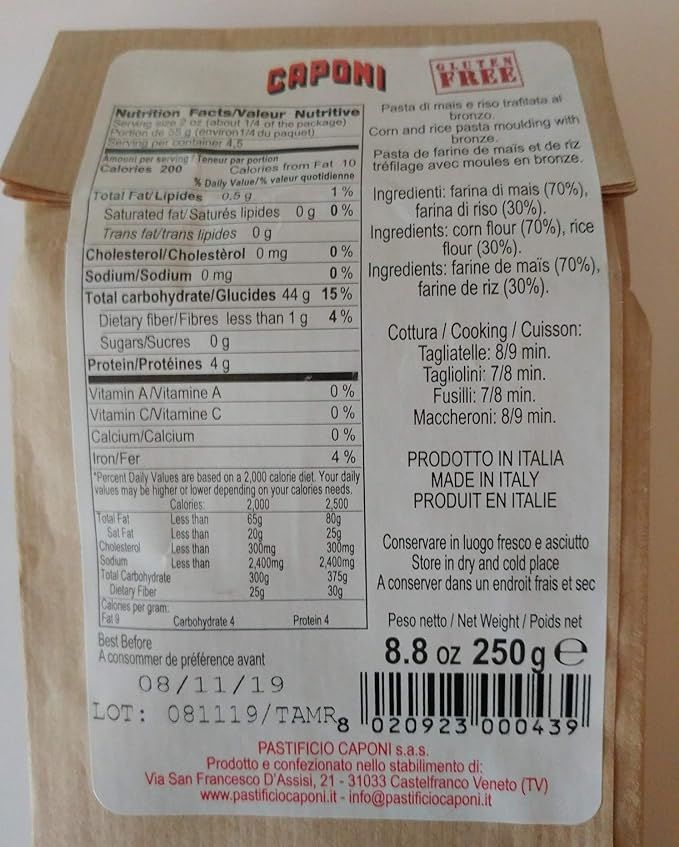 CAPONI
GLUTEN
FREE
Nutrition Facts/Valeur Nutritive
Serving size 2 oz (about 1/4 of the package)
Portion de 55 g (environ 1/4 du paquet)
Serving per container 4,5
Amount per serving / Teneur par portion
Calories 200 Calories from Fat 10
% Daily Value/% valeur quotidienne
Total Fat/Lipides 0,5 g 1 %
Saturated fat/Saturés lipides 0 g 0 %
Trans fat/trans lipides 0 g
Cholesterol/Cholestèrol 0 mg 0 %
Sodium/Sodium 0 mg 0 %
Total carbohydrate/Glucides 44 g 15 %
Dietary fiber/Fibres less than 1 g 4 %
Sugars/Sucres 0 g
Protein/Protéines 4 g
Vitamin A/Vitamine A 0 %
Vitamin C/Vitamine C 0 %
Calcium/Calcium 0 %
Iron/Fer 4 %
*Percent Daily Values are based on a 2,000 calorie diet. Your daily
values may be higher or lower depending on your calories needs.
Calories: 2,000 2,500
Total Fat Less than 65g 80g
Sat Fat Less than 20g 25g
Cholesterol Less than 300mg 300mg
Sodium Less than 2,400mg 2,400mg
Total Carbohydrate 300g 375g
Dietary Fiber 25g 30g
Calories per gram:
Fat 9 Carbohydrate 4 Protein 4
Best Before
A consommer de préférence avant
08/11/19
LOT: 081119/TAMR
Pasta di mais e riso trafilata al
bronzo.
Corn and rice pasta moulding with
bronze.
Pasta de farine de maïs et de riz
tréfilage avec moules en bronze.
Ingredienti: farina di mais (70%),
farina di riso (30%).
Ingredients: corn flour (70%), rice
flour (30%).
Ingredients: farine de maïs (70%),
farine de riz (30%).
Cottura / Cooking / Cuisson:
Tagliatelle: 8/9 min.
Tagliolini: 7/8 min.
Fusilli: 7/8 min.
Maccheroni: 8/9 min.
PRODOTTO IN ITALIA
MADE IN ITALY
PRODUIT EN ITALIE
Conservare in luogo fresco e asciutto
Store in dry and cold place
A conserver dans un endroit frais et sec
Peso netto / Net Weight / Poids net
8.8 oz 250 g e
8 020923 000439
PASTIFICIO CAPONI s.a.s.
Prodotto e confezionato nello stabilimento di:
Via San Francesco D'Assisi, 21 - 31033 Castelfranco Veneto (TV)
www.pastificiocaponi.it - info@pastificiocaponi.it